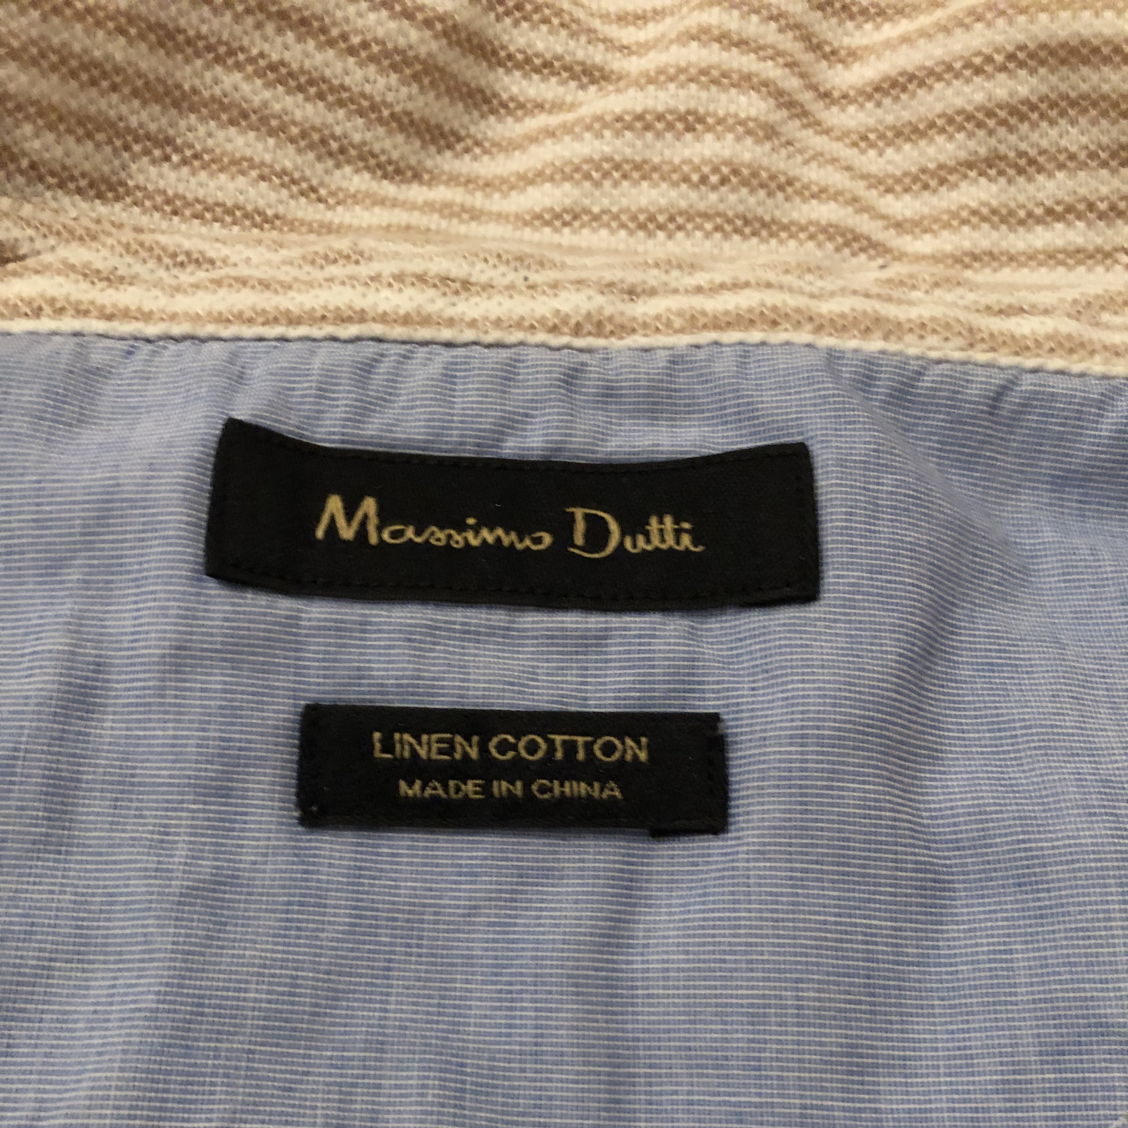 Massimo Dutti
LINEN COTTON
MADE IN CHINA